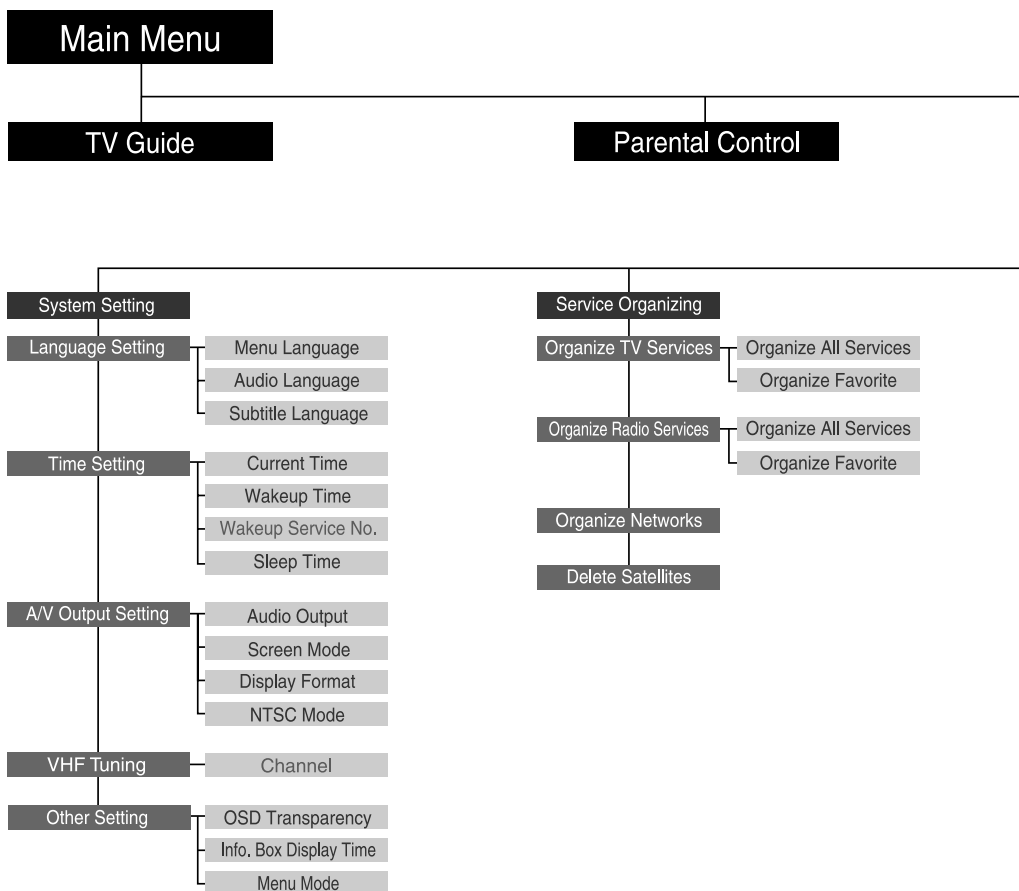 Main Menu
TV Guide
Parental Control
System Setting
Language Setting
Menu Language
Audio Language
Subtitle Language
Time Setting
Current Time
Wakeup Time
Wakeup Service No.
Sleep Time
A/V Output Setting
Audio Output
Screen Mode
Display Format
NTSC Mode
VHF Tuning
Channel
Other Setting
OSD Transparency
Info. Box Display Time
Menu Mode
Service Organizing
Organize TV Services
Organize All Services
Organize Favorite
Organize Radio Services
Organize All Services
Organize Favorite
Organize Networks
Delete Satellites